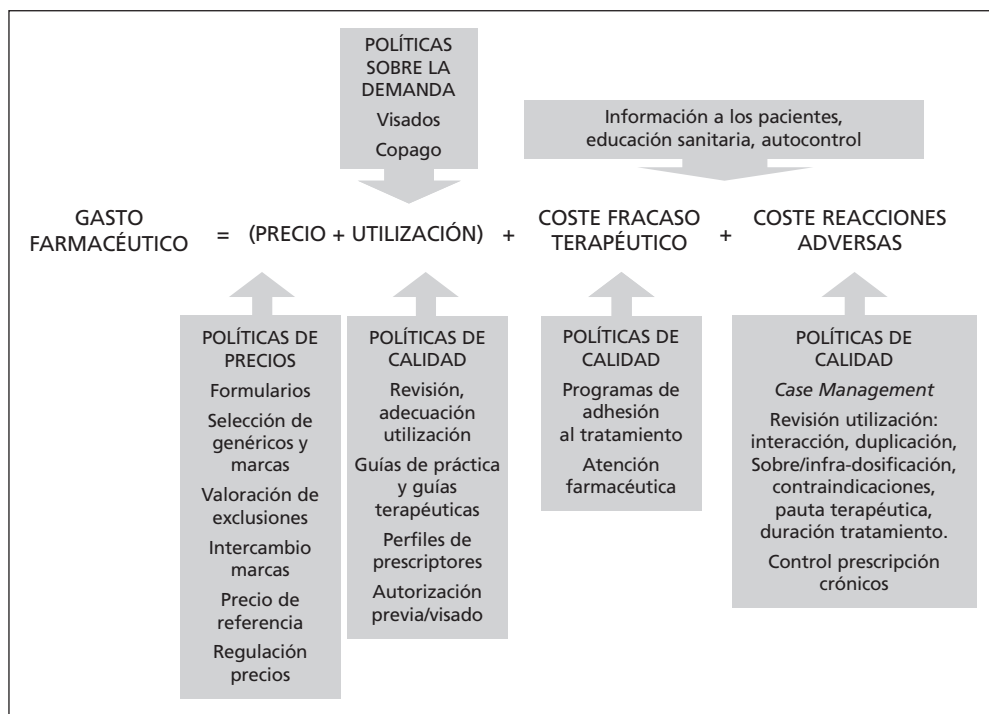 POLÍTICAS
SOBRE LA
DEMANDA
Visados
Copago
Información a los pacientes,
educación sanitaria, autocontrol
GASTO
FARMACÉUTICO
= (PRECIO + UTILIZACIÓN) +
COSTE FRACASO
TERAPÉUTICO
+
COSTE REACCIONES
ADVERSAS
POLÍTICAS DE
PRECIOS
Formularios
Selección de
genéricos y
marcas
Valoración de
exclusiones
Intercambio
marcas
Precio de
referencia
Regulación
precios
POLÍTICAS DE
CALIDAD
Revisión,
adecuación
utilización
Guías de práctica
y guías
terapéuticas
Perfiles de
prescriptores
Autorización
previa/visado
POLÍTICAS DE
CALIDAD
Programas de
adhesión
al tratamiento
Atención
farmacéutica
POLÍTICAS DE
CALIDAD
Case Management
Revisión utilización:
interacción, duplicación,
Sobre/infra-dosificación,
contraindicaciones,
pauta terapéutica,
duración tratamiento.
Control prescripción
crónicos